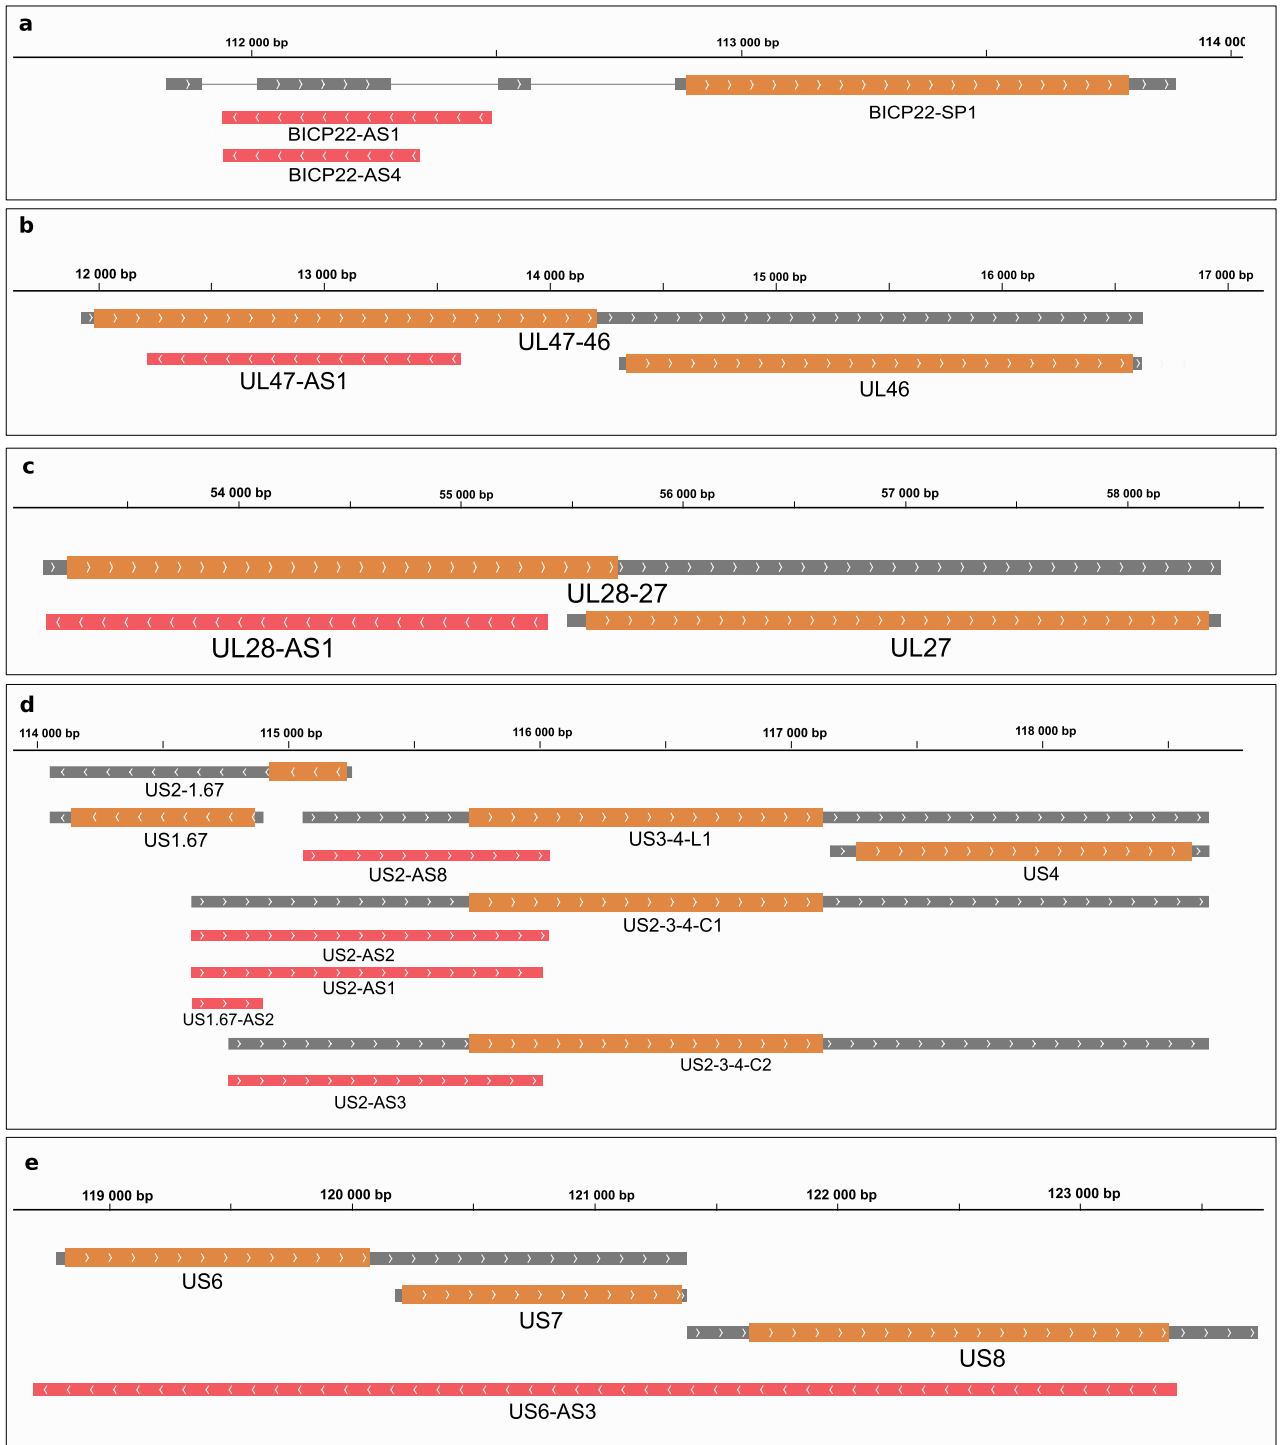 a
112 000 bp 113 000 bp 114 000
BICP22-SP1
BICP22-AS1
BICP22-AS4
b
12 000 bp 13 000 bp 14 000 bp 15 000 bp 16 000 bp 17 000 bp
UL47-46
UL47-AS1 UL46
c
54 000 bp 55 000 bp 56 000 bp 57 000 bp 58 000 bp
UL28-27
UL28-AS1 UL27
d
114 000 bp 115 000 bp 116 000 bp 117 000 bp 118 000 bp
US2-1.67
US1.67 US3-4-L1
US2-AS8 US4
US2-3-4-C1
US2-AS2
US2-AS1
US1.67-AS2
US2-3-4-C2
US2-AS3
e
119 000 bp 120 000 bp 121 000 bp 122 000 bp 123 000 bp
US6
US7
US8
US6-AS3